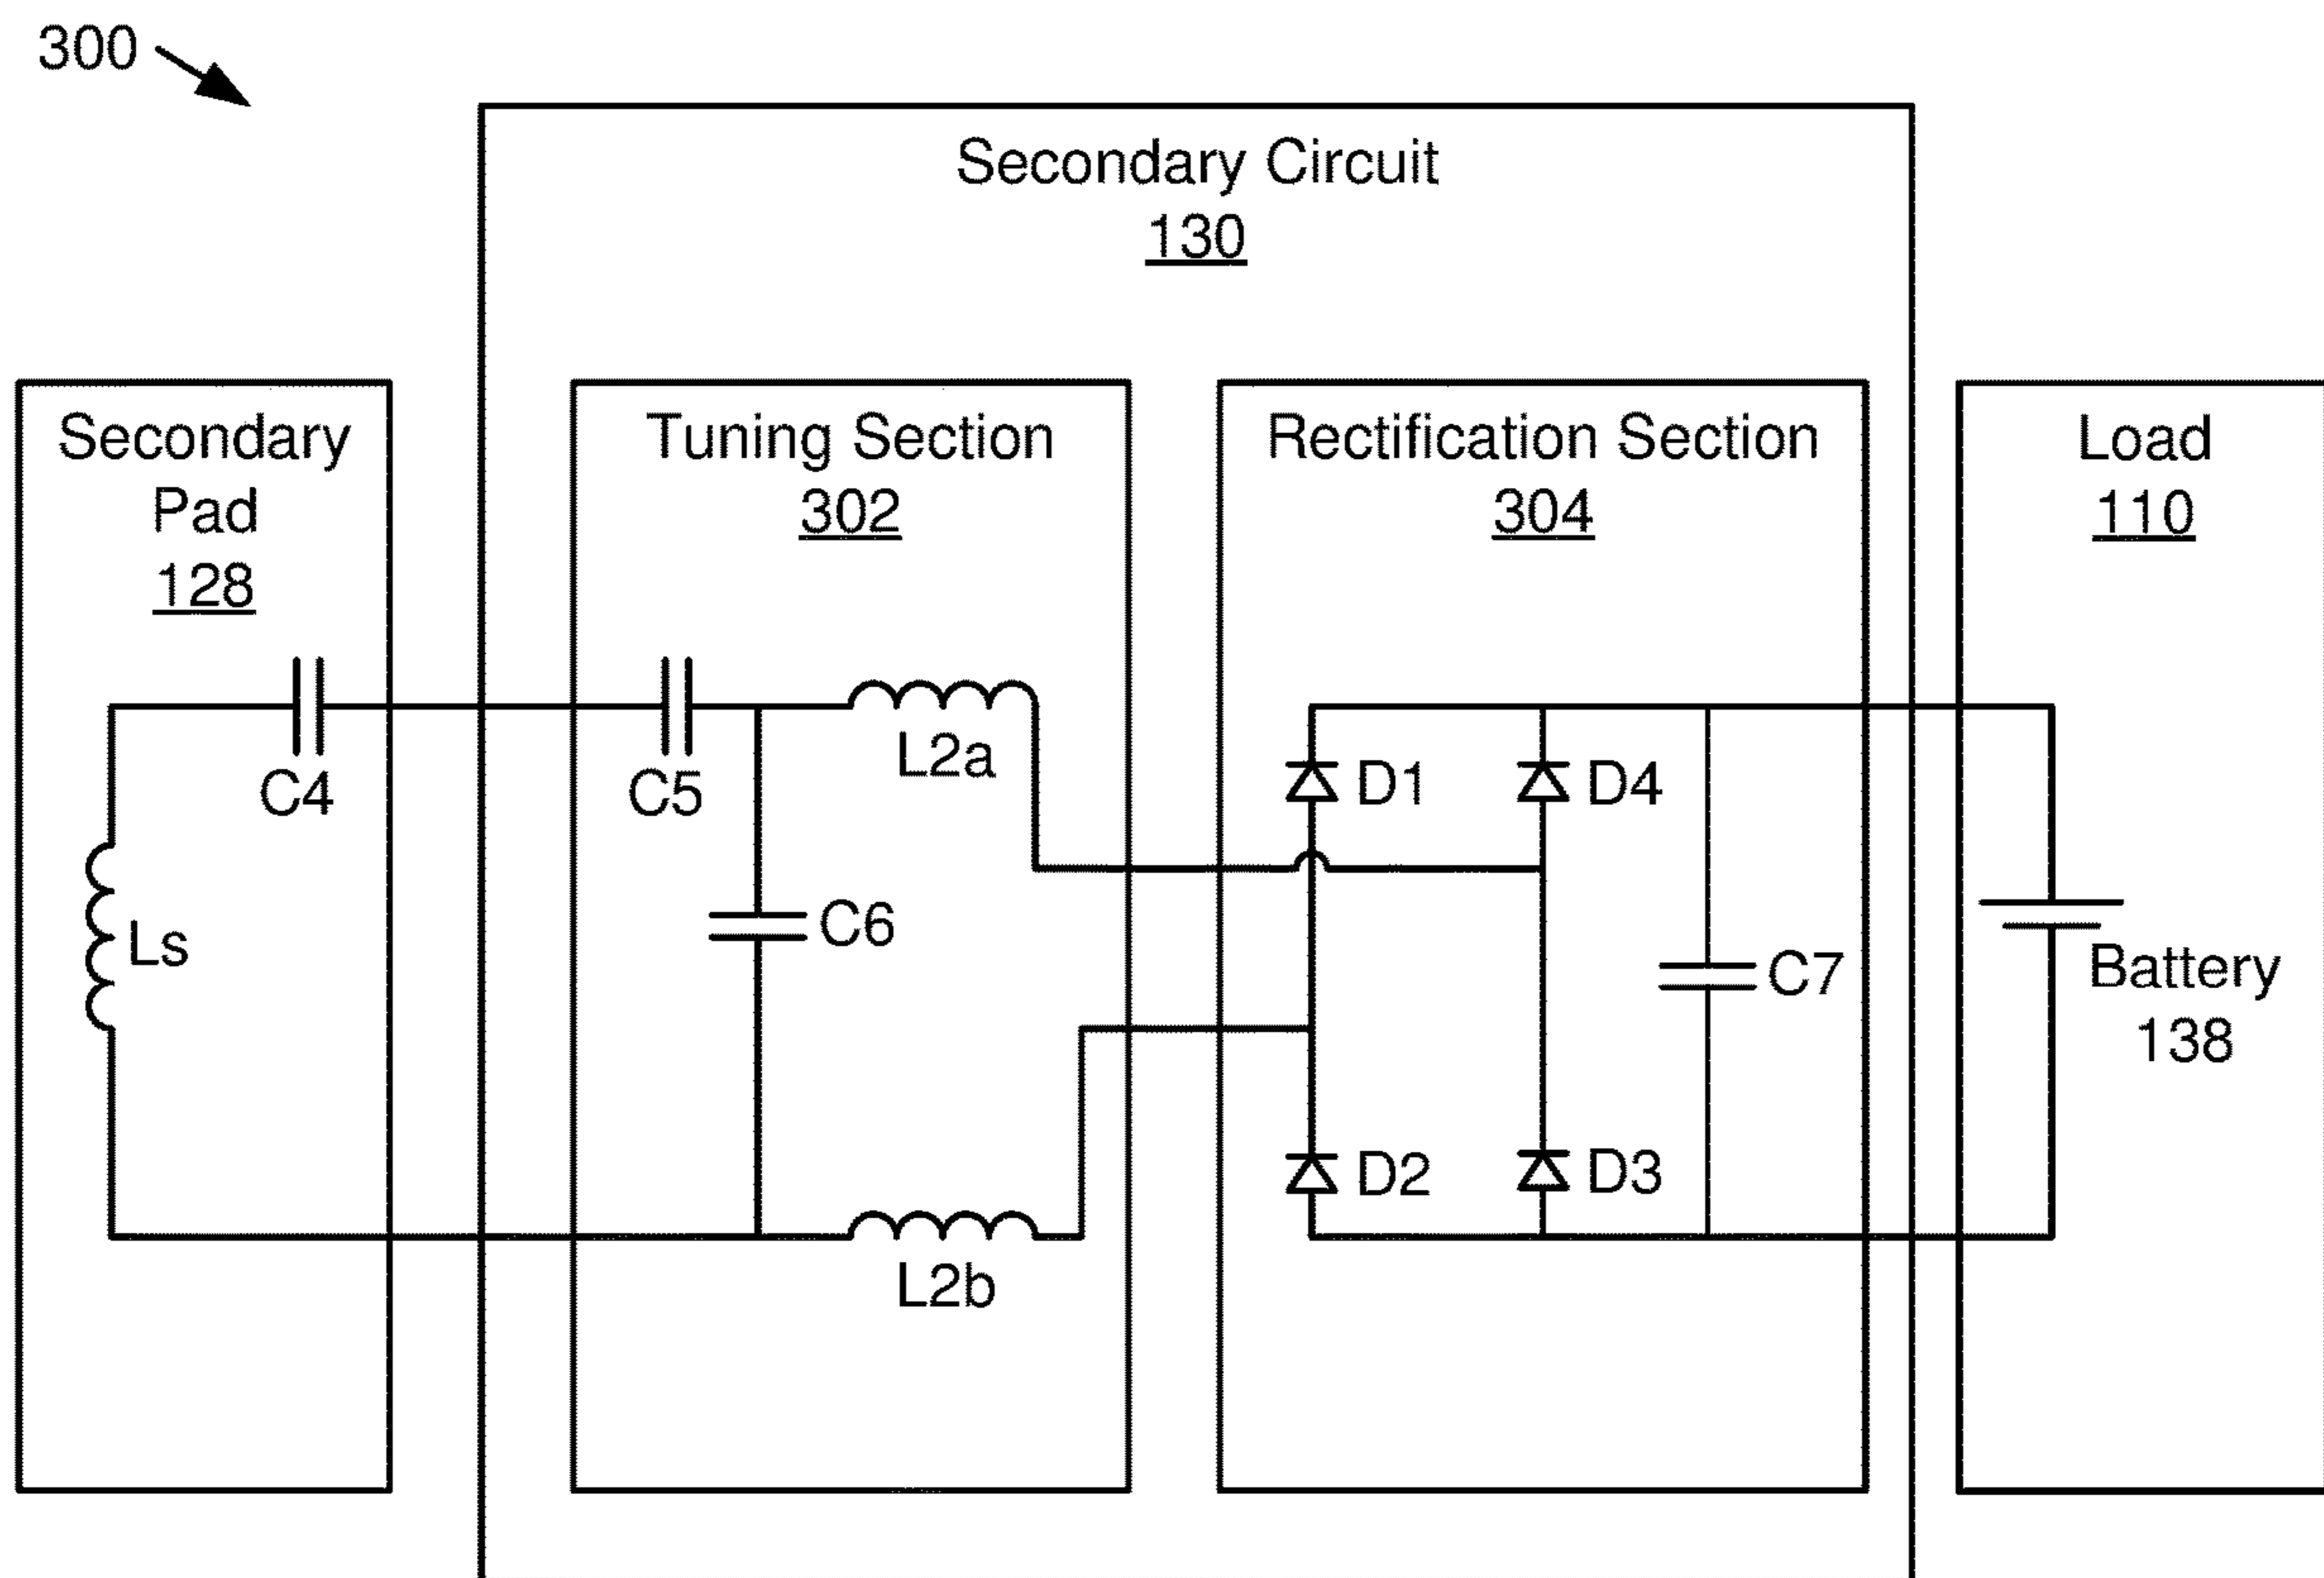 300
Secondary Circuit
130
Secondary
Pad
128
Tuning Section
302
Rectification Section
304
Load
110
C4
C5
L2a
D1
D4
Ls
C6
C7
Battery
138
D2
D3
L2b